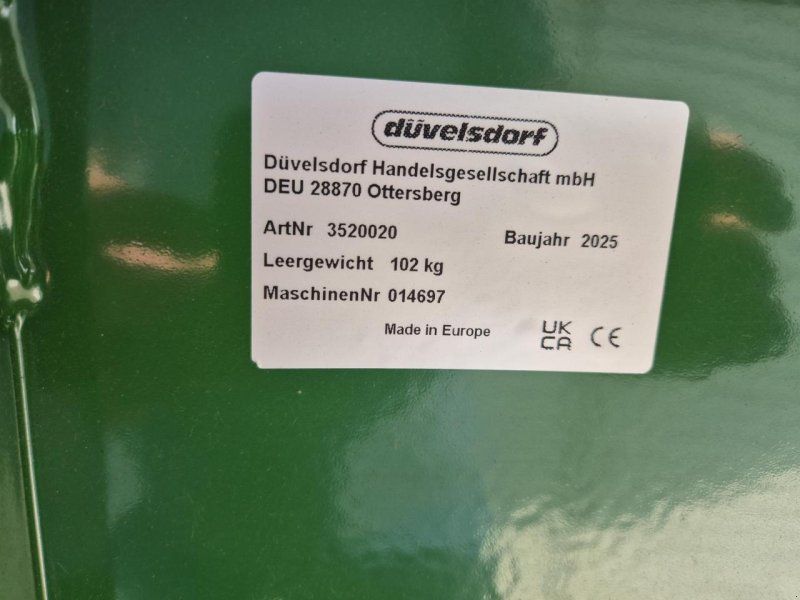 düvelsdorf
Düvelsdorf Handelsgesellschaft mbH
DEU 28870 Ottersberg
ArtNr 3520020 Baujahr 2025
Leergewicht 102 kg
MaschinenNr 014697
Made in Europe UK CA CE